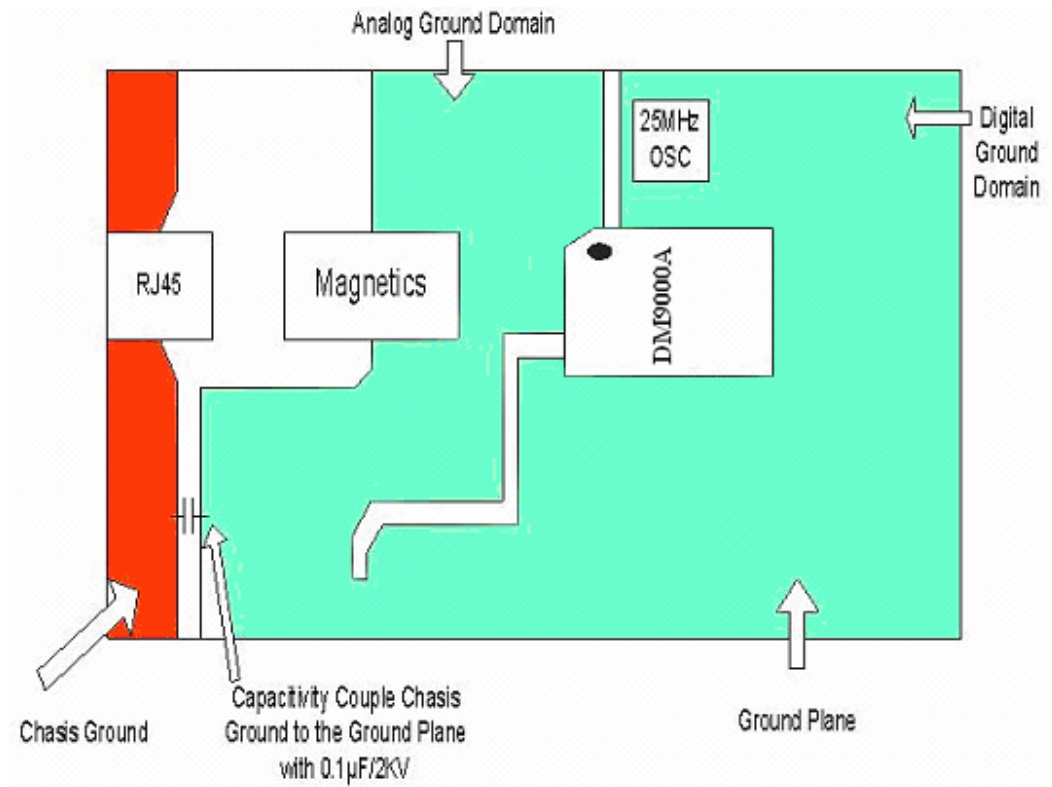 Analog Ground Domain
25MHz
OSC
Digital
Ground
Domain
RJ45
Magnetics
DM9000A
Chasis Ground
Capacitivity Couple Chasis
Ground to the Ground Plane
with 0.1µF/2KV
Ground Plane